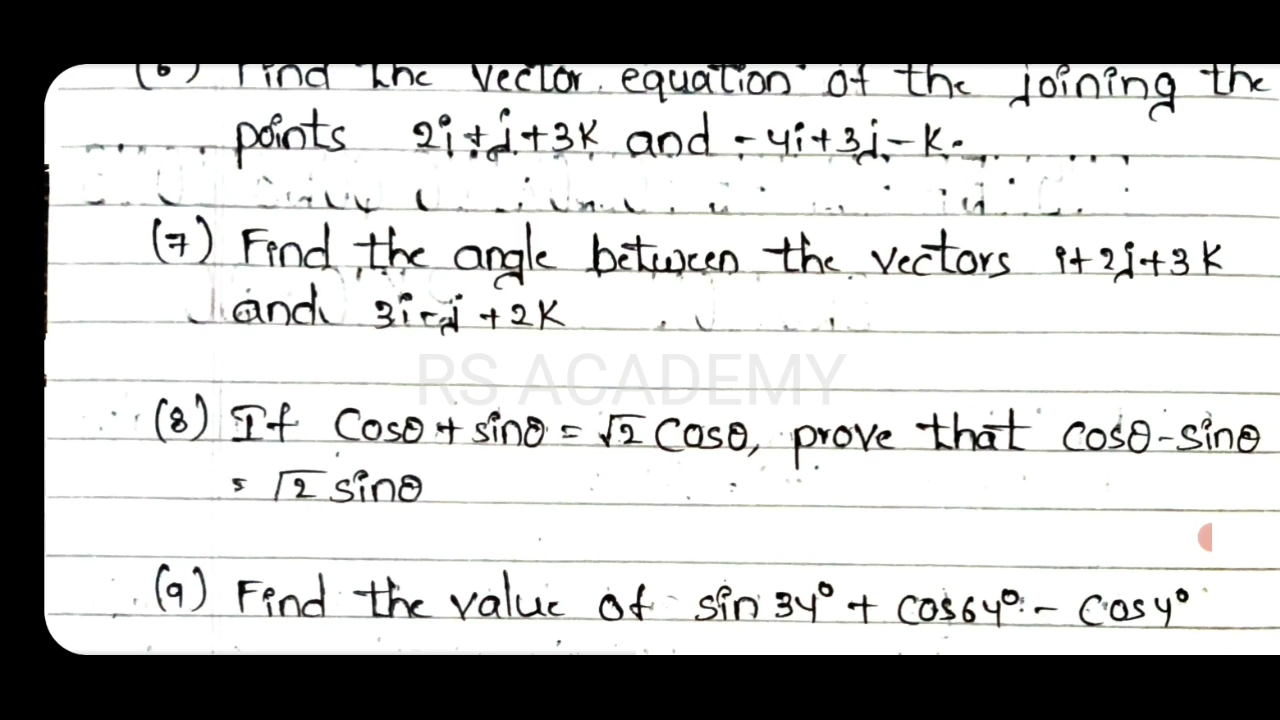 (6) Find the vector equation of the joining the
points 2i+j+3k and -4i+3j-k.
(7) Find the angle between the vectors i+2j+3k
and 3i-j+2k
RS ACADEMY
(8) If Cosθ+sinθ=√2 Cosθ, prove that cosθ-sinθ
= √2 sinθ
(9) Find the value of sin 34° + cos64° - cos4°